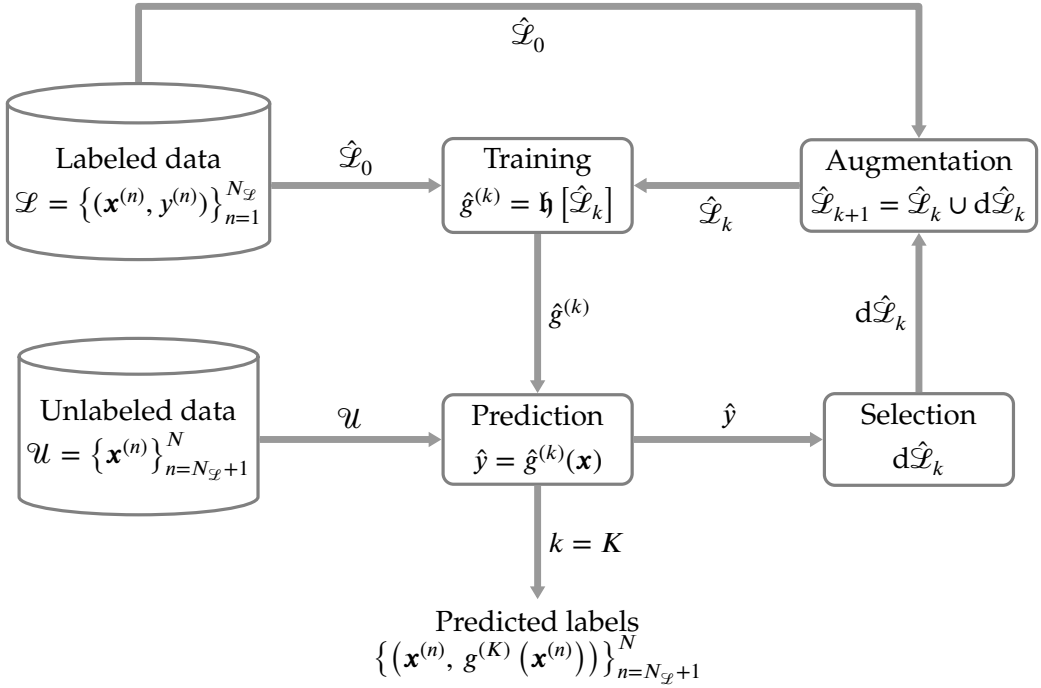 ℒ̂₀
Labeled data
ℒ = {(𝒙⁽ⁿ⁾, y⁽ⁿ⁾)}_{n=1}^{N_ℒ}
ℒ̂₀
Training
ĝ⁽ᵏ⁾ = 𝔥 [ℒ̂ₖ]
ℒ̂ₖ
Augmentation
ℒ̂ₖ₊₁ = ℒ̂ₖ ∪ dℒ̂ₖ
ĝ⁽ᵏ⁾
dℒ̂ₖ
Unlabeled data
𝒰 = {𝒙⁽ⁿ⁾}_{n=N_ℒ+1}^{N}
𝒰
Prediction
ŷ = ĝ⁽ᵏ⁾(𝒙)
ŷ
Selection
dℒ̂ₖ
k = K
Predicted labels
{(𝒙⁽ⁿ⁾, g⁽ᴷ⁾ (𝒙⁽ⁿ⁾))}_{n=N_ℒ+1}^{N}